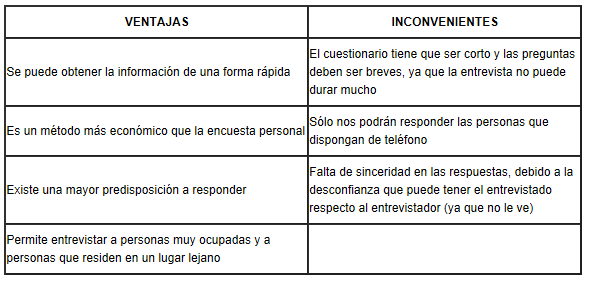 VENTAJAS
INCONVENIENTES
Se puede obtener la información de una forma rápida
El cuestionario tiene que ser corto y las preguntas
deben ser breves, ya que la entrevista no puede
durar mucho
Es un método más económico que la encuesta personal
Sólo nos podrán responder las personas que
dispongan de teléfono
Existe una mayor predisposición a responder
Falta de sinceridad en las respuestas, debido a la
desconfianza que puede tener el entrevistado
respecto al entrevistador (ya que no le ve)
Permite entrevistar a personas muy ocupadas y a
personas que residen en un lugar lejano